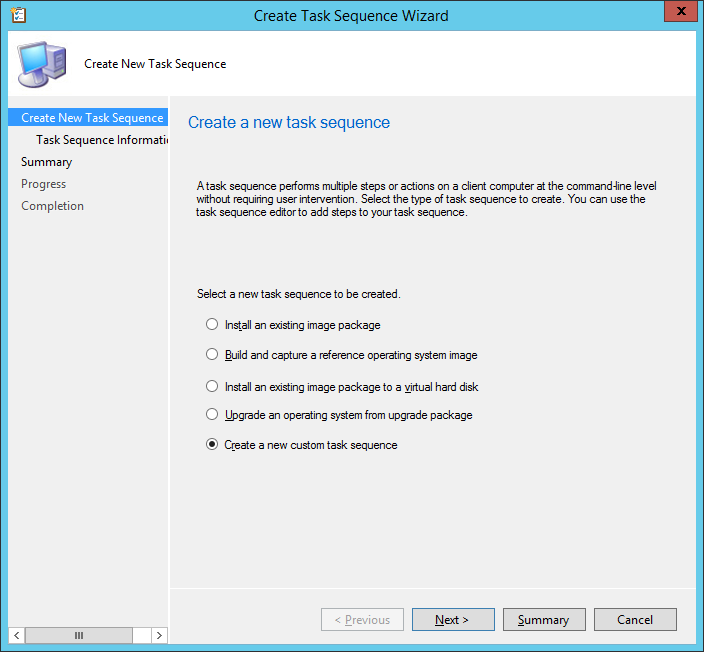 Create Task Sequence Wizard
x
Create New Task Sequence
Create New Task Sequence
Task Sequence Informati
Summary
Progress
Completion
Create a new task sequence
A task sequence performs multiple steps or actions on a client computer at the command-line level
without requiring user intervention. Select the type of task sequence to create. You can use the
task sequence editor to add steps to your task sequence.
Select a new task sequence to be created.
Install an existing image package
Build and capture a reference operating system image
Install an existing image package to a virtual hard disk
Upgrade an operating system from upgrade package
Create a new custom task sequence
< Previous
Next >
Summary
Cancel